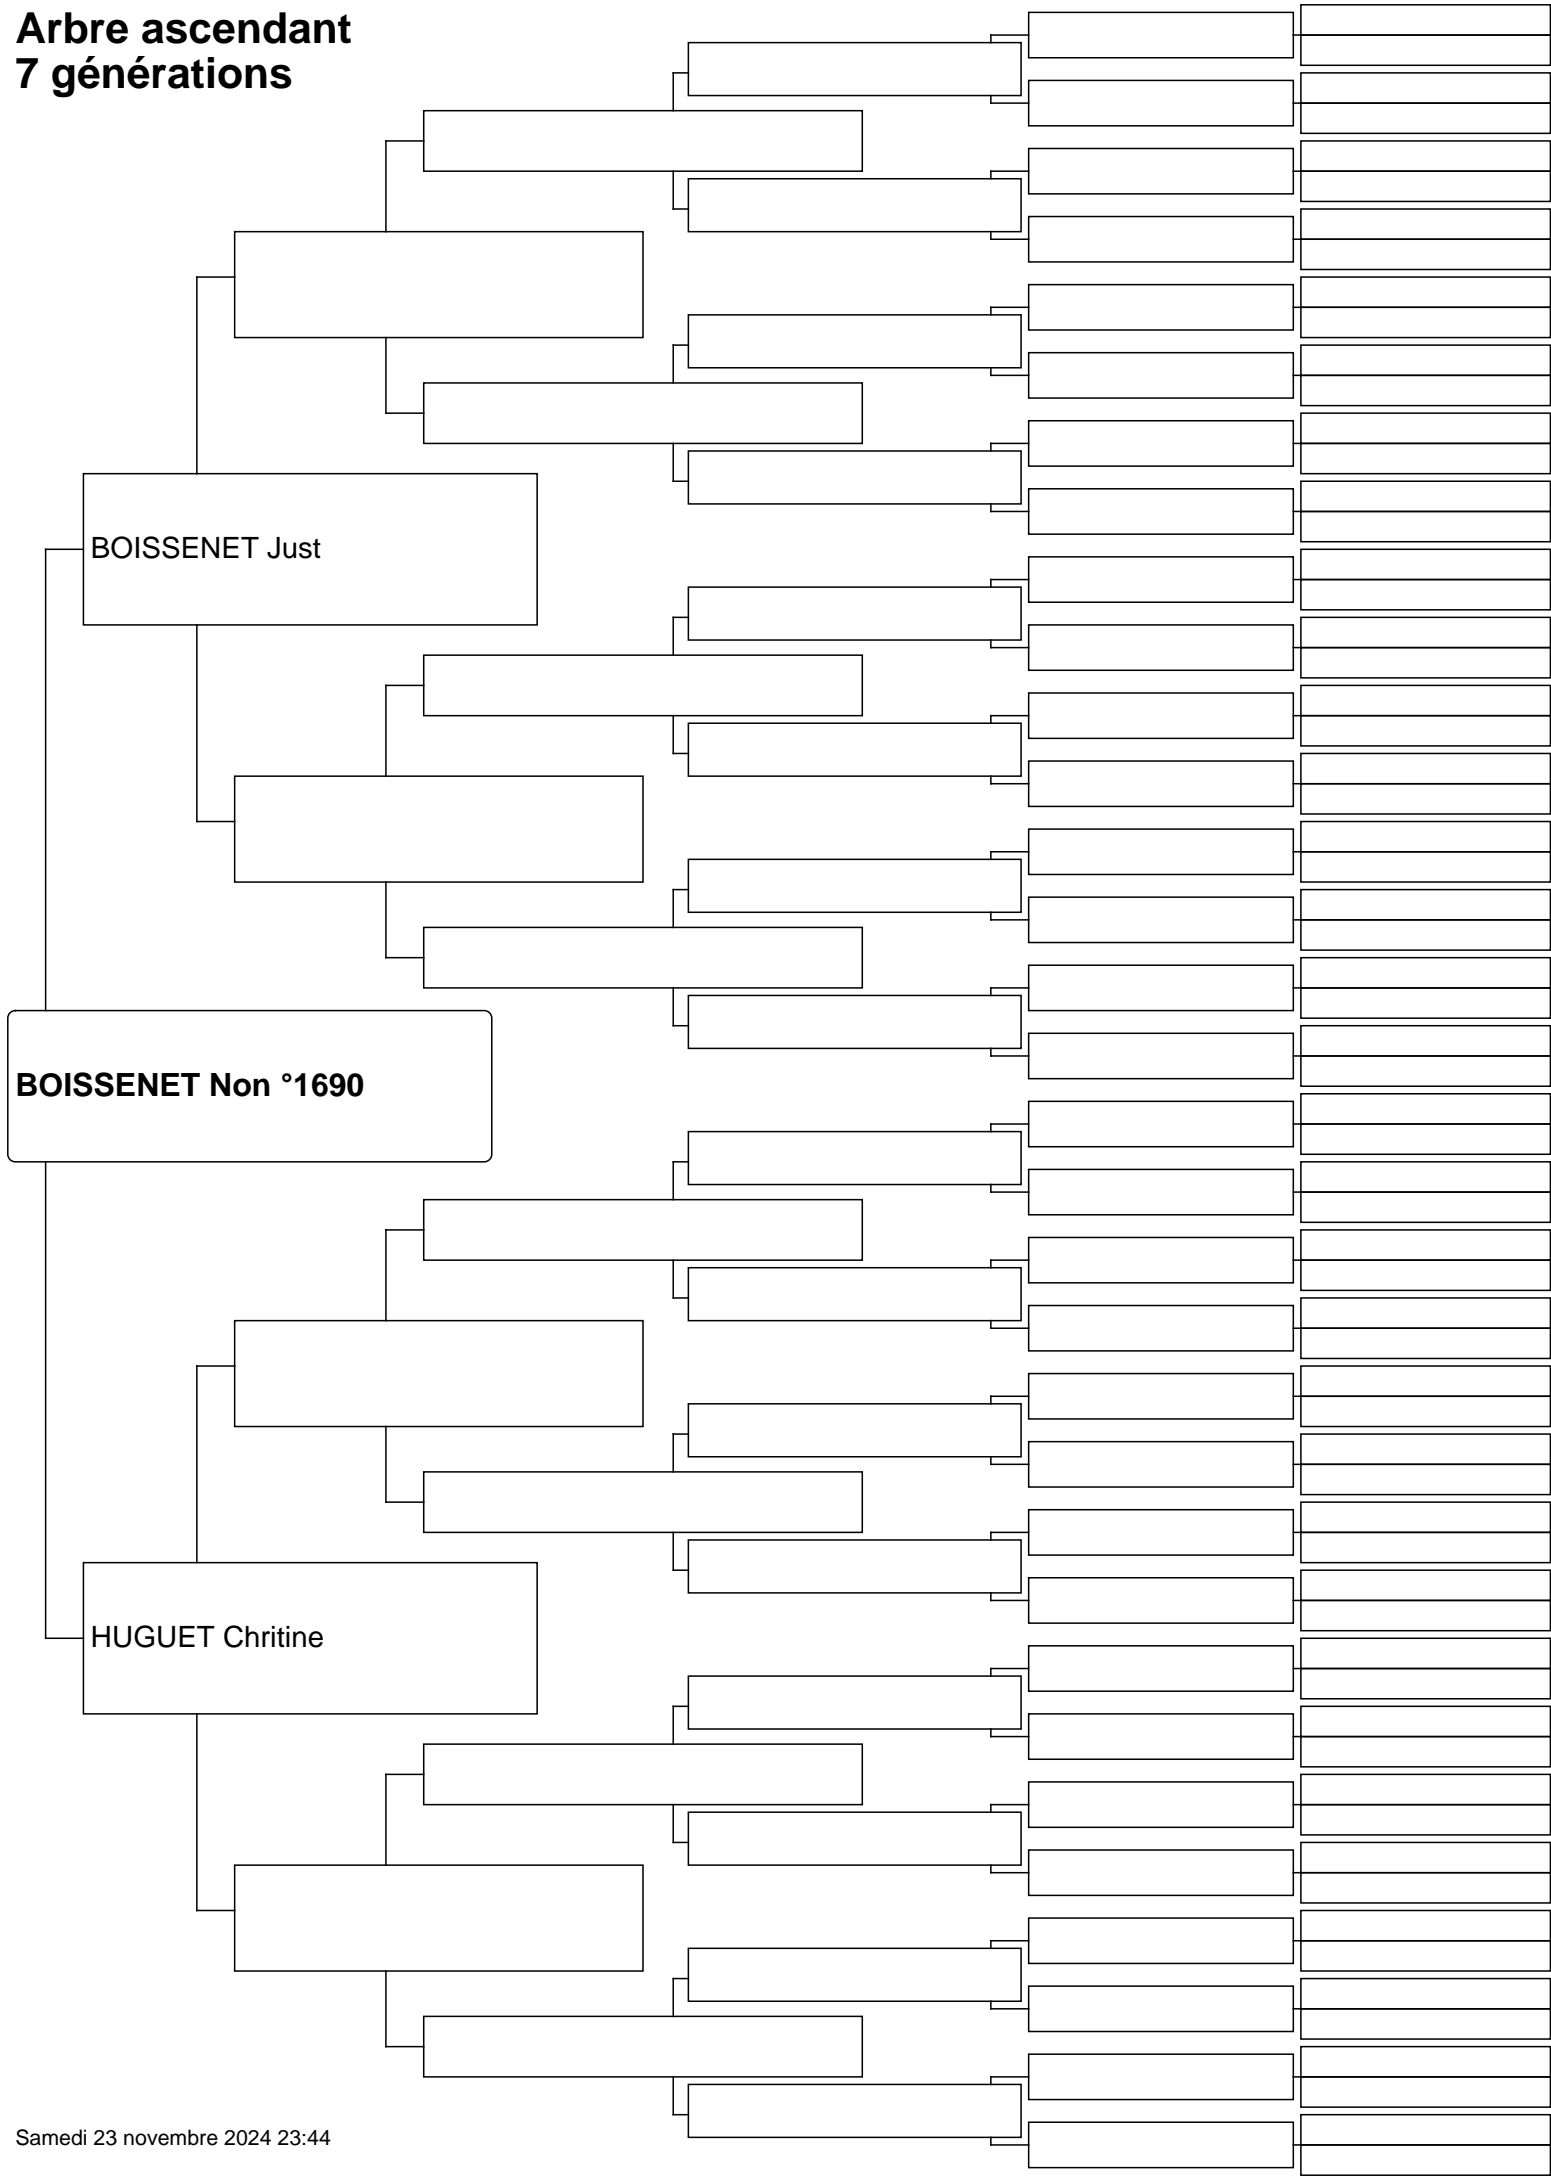 Arbre ascendant
7 générations
BOISSENET Just
BOISSENET Non °1690
HUGUET Chritine
Samedi 23 novembre 2024 23:44